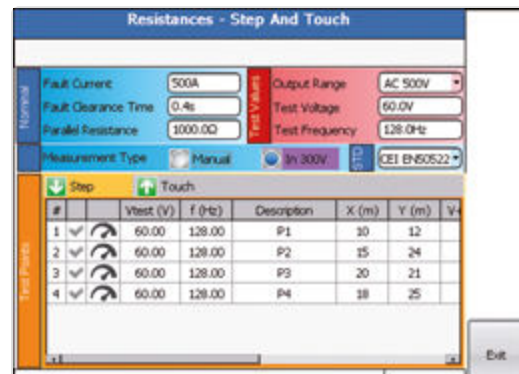 Resistances - Step And Touch
Nominal
Fault Current 500A
Fault Clearance Time 0.4s
Parallel Resistance 1000.0Ω
Test Values
Output Range AC 500V
Test Voltage 60.0V
Test Frequency 128.0Hz
Measurement Type Manual In 300V STD CEI EN50522
Test Points
Step Touch
# Vtest (V) f (Hz) Description X (m) Y (m) V+
1 60.00 128.00 P1 10 12
2 60.00 128.00 P2 15 24
3 60.00 128.00 P3 20 21
4 60.00 128.00 P4 18 25
Exit